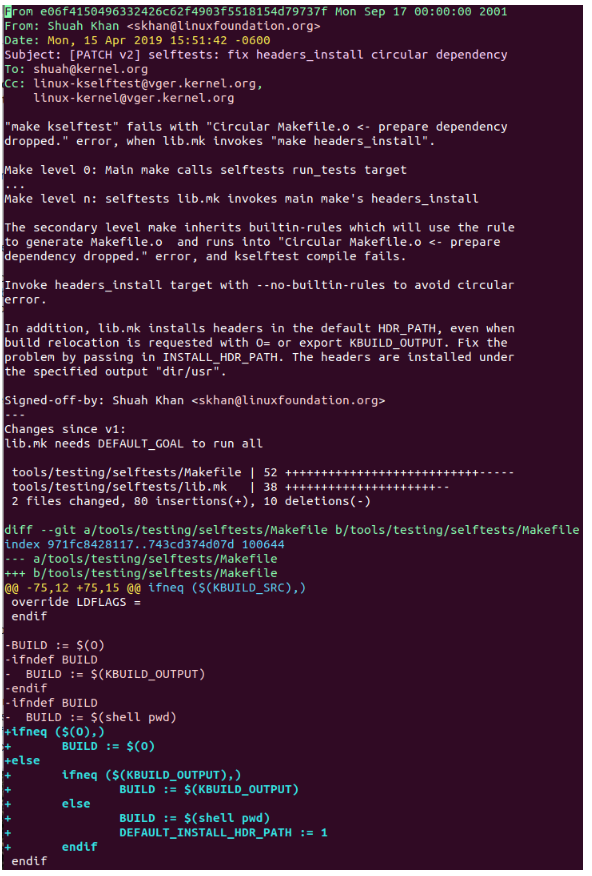 From e06f4150496332426c62f4903f5518154d79737f Mon Sep 17 00:00:00 2001
From: Shuah Khan <skhan@linuxfoundation.org>
Date: Mon, 15 Apr 2019 15:51:42 -0600
Subject: [PATCH v2] selftests: fix headers_install circular dependency
To: shuah@kernel.org
Cc: linux-kselftest@vger.kernel.org,
    linux-kernel@vger.kernel.org

"make kselftest" fails with "Circular Makefile.o <- prepare dependency
dropped." error, when lib.mk invokes "make headers_install".

Make level 0: Main make calls selftests run_tests target
...
Make level n: selftests lib.mk invokes main make's headers_install

The secondary level make inherits builtin-rules which will use the rule
to generate Makefile.o  and runs into "Circular Makefile.o <- prepare
dependency dropped." error, and kselftest compile fails.

Invoke headers_install target with --no-builtin-rules to avoid circular
error.

In addition, lib.mk installs headers in the default HDR_PATH, even when
build relocation is requested with O= or export KBUILD_OUTPUT. Fix the
problem by passing in INSTALL_HDR_PATH. The headers are installed under
the specified output "dir/usr".

Signed-off-by: Shuah Khan <skhan@linuxfoundation.org>
---
Changes since v1:
lib.mk needs DEFAULT_GOAL to run all

 tools/testing/selftests/Makefile | 52 +++++++++++++++++++++++++++-----
 tools/testing/selftests/lib.mk   | 38 +++++++++++++++++++++--
 2 files changed, 80 insertions(+), 10 deletions(-)

diff --git a/tools/testing/selftests/Makefile b/tools/testing/selftests/Makefile
index 971fc8428117..743cd374d07d 100644
--- a/tools/testing/selftests/Makefile
+++ b/tools/testing/selftests/Makefile
@@ -75,12 +75,15 @@ ifneq ($(KBUILD_SRC),)
 override LDFLAGS =
 endif

-BUILD := $(O)
-ifndef BUILD
-  BUILD := $(KBUILD_OUTPUT)
-endif
-ifndef BUILD
-  BUILD := $(shell pwd)
+ifneq ($(O),)
+       BUILD := $(O)
+else
+       ifneq ($(KBUILD_OUTPUT),)
+               BUILD := $(KBUILD_OUTPUT)
+       else
+               BUILD := $(shell pwd)
+               DEFAULT_INSTALL_HDR_PATH := 1
+       endif
 endif